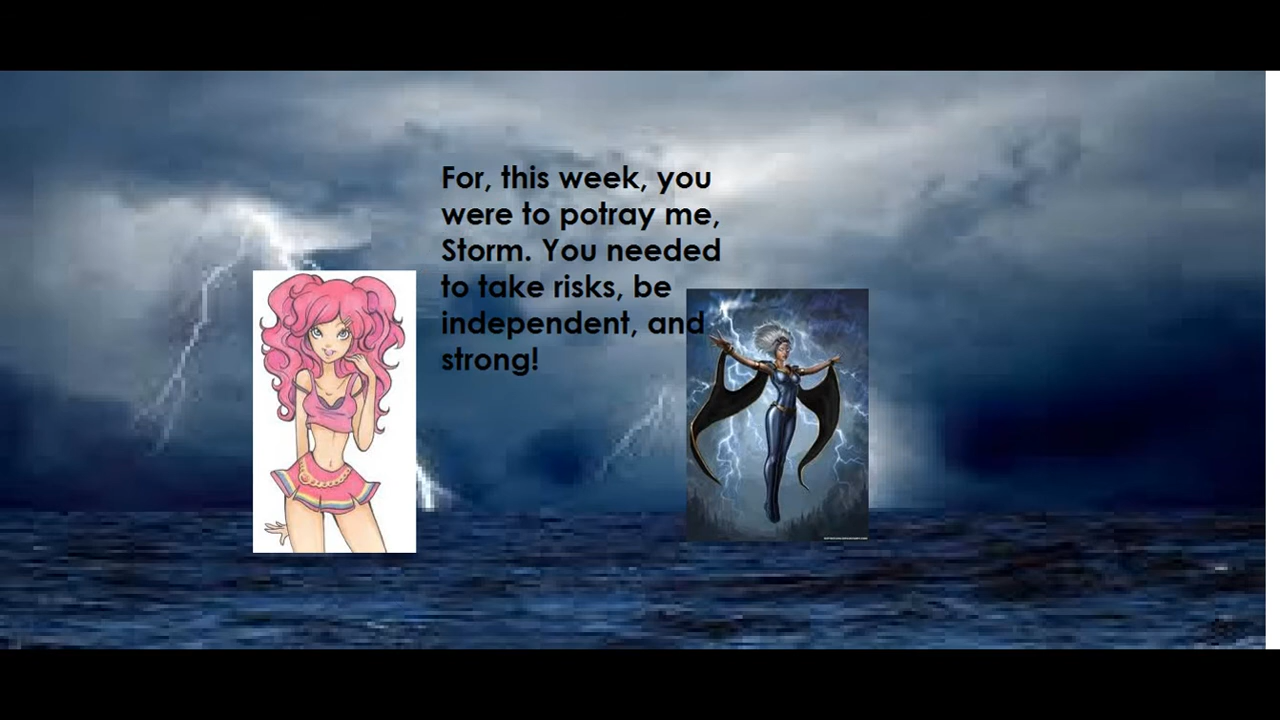 For, this week, you
were to potray me,
Storm. You needed
to take risks, be
independent, and
strong!